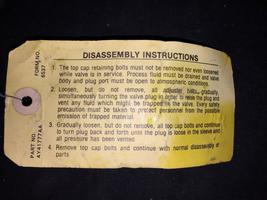 DISASSEMBLY INSTRUCTIONS
1. The top cap retaining bolts must not be removed nor even loosened
while valve is in service. Process fluid must be drained and valve
body and plug port must be open to atmospheric conditions.
2. Loosen, but do not remove, all adjuster bolts gradually,
simultaneously turning the valve plug in order to raise the plug and
vent any fluid which might be trapped in the valve. Every safety
precaution must be taken to protect personnel from the possible
emission of trapped material.
3. Gradually loosen, but do not remove, all top cap bolts and continue
to turn plug back and forth until the plug is loose in the sleeve and
all pressure has been vented.
4. Remove top cap bolts and continue with normal disassembly of
parts
FORM NO.
6537
PART NO.
AY41777AA